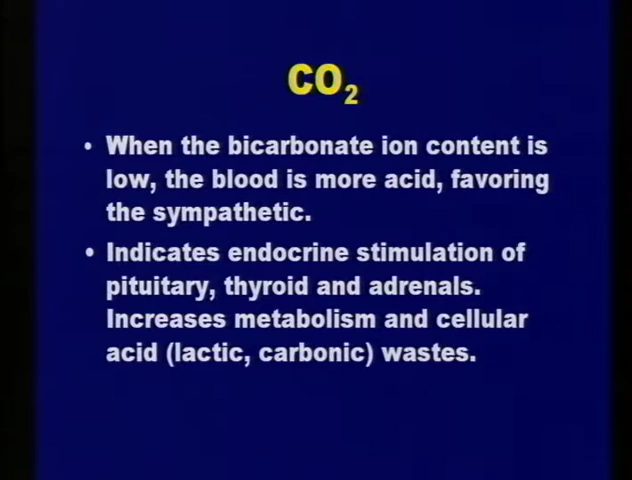 CO₂
• When the bicarbonate ion content is
low, the blood is more acid, favoring
the sympathetic.
• Indicates endocrine stimulation of
pituitary, thyroid and adrenals.
Increases metabolism and cellular
acid (lactic, carbonic) wastes.